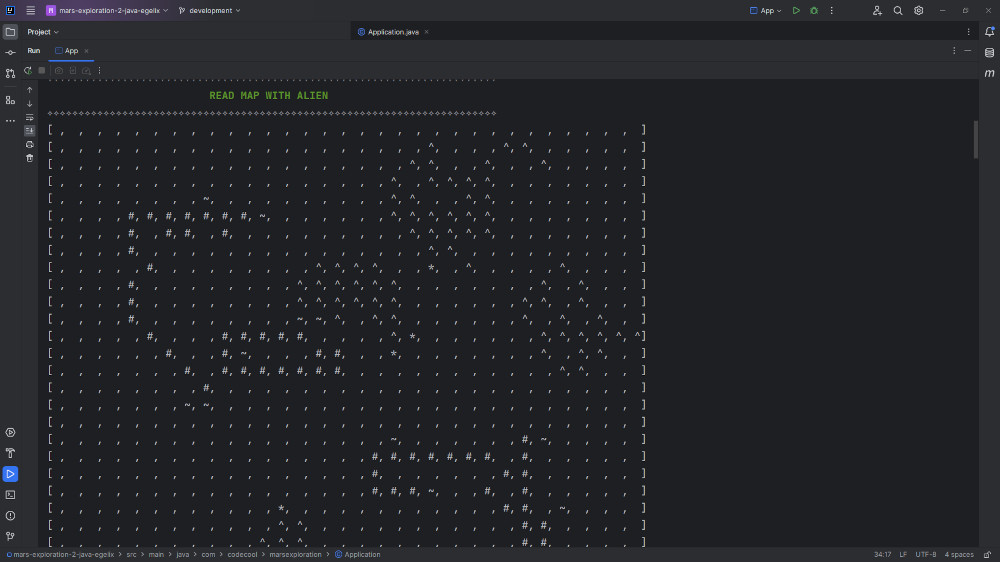 mars-exploration-2-java-egelix development App
Project Application.java
Run App
READ MAP WITH ALIEN
[ ,  ,  ,  ,  ,  ,  ,  ,  ,  ,  ,  ,  ,  ,  ,  ,  ,  ,  ,  ,  ,  ,  ,  ,  ,  ,  ,  ,  ,  ,  ,  ]
[ ,  ,  ,  ,  ,  ,  ,  ,  ,  ,  ,  ,  ,  ,  ,  ,  ,  ,  ,  , ^,  ,  ,  , ^, ^,  ,  ,  ,  ,  ,  ]
[ ,  ,  ,  ,  ,  ,  ,  ,  ,  ,  ,  ,  ,  ,  ,  ,  ,  ,  , ^, ^,  ,  , ^,  ,  , ^,  ,  ,  ,  ,  ]
[ ,  ,  ,  ,  ,  ,  ,  ,  ,  ,  ,  ,  ,  ,  ,  ,  ,  , ^,  , ^, ^, ^, ^,  ,  ,  ,  ,  ,  ,  ,  ]
[ ,  ,  ,  ,  ,  ,  ,  , ~,  ,  ,  ,  ,  ,  ,  ,  ,  , ^, ^,  ,  , ^, ^,  ,  ,  ,  ,  ,  ,  ,  ]
[ ,  ,  ,  , #, #, #, #, #, #, #, ~,  ,  ,  ,  ,  ,  , ^, ^, ^, ^, ^, ^,  ,  ,  ,  ,  ,  ,  ,  ]
[ ,  ,  ,  , #,  , #, #,  , #,  ,  ,  ,  ,  ,  ,  ,  ,  , ^, ^, ^, ^, ^,  ,  ,  ,  ,  ,  ,  ,  ]
[ ,  ,  ,  , #,  ,  ,  ,  ,  ,  ,  ,  ,  ,  ,  ,  ,  ,  ,  , ^, ^,  ,  ,  ,  ,  ,  ,  ,  ,  ,  ]
[ ,  ,  ,  ,  , #,  ,  ,  ,  ,  ,  ,  ,  , ^, ^, ^, ^,  ,  , *,  , ^,  ,  ,  ,  , ^,  ,  ,  ,  ]
[ ,  ,  ,  , #,  ,  ,  ,  ,  ,  ,  ,  , ^, ^, ^, ^, ^, ^,  ,  ,  ,  ,  ,  ,  , ^,  , ^,  ,  ,  ]
[ ,  ,  ,  , #,  ,  ,  ,  ,  ,  ,  ,  , ^, ^, ^, ^, ^, ^,  ,  ,  ,  ,  ,  , ^, ^,  , ^,  ,  ,  ]
[ ,  ,  ,  , #,  ,  ,  ,  ,  ,  ,  ,  , ~, ~, ^,  , ^, ^,  ,  ,  ,  ,  ,  , ^,  , ^,  , ^,  ,  ]
[ ,  ,  ,  ,  , #,  ,  ,  , #, #, #, #, #,  ,  ,  ,  , ^, *,  ,  ,  ,  ,  ,  , ^, ^, ^, ^, ^, ^]
[ ,  ,  ,  ,  ,  , #,  ,  , #, ~,  ,  ,  , #, #,  ,  , *,  ,  ,  ,  ,  ,  ,  , ^,  , ^, ^,  ,  ]
[ ,  ,  ,  ,  ,  ,  , #,  , #, #, #, #, #, #, #,  ,  ,  ,  ,  ,  ,  ,  ,  ,  ,  , ^, ^,  ,  ,  ]
[ ,  ,  ,  ,  ,  ,  ,  , #,  ,  ,  ,  ,  ,  ,  ,  ,  ,  ,  ,  ,  ,  ,  ,  ,  ,  ,  ,  ,  ,  ,  ]
[ ,  ,  ,  ,  ,  ,  , ~, ~,  ,  ,  ,  ,  ,  ,  ,  ,  ,  ,  ,  ,  ,  ,  ,  ,  ,  ,  ,  ,  ,  ,  ]
[ ,  ,  ,  ,  ,  ,  ,  ,  ,  ,  ,  ,  ,  ,  ,  ,  ,  ,  ,  ,  ,  ,  ,  ,  ,  ,  ,  ,  ,  ,  ,  ]
[ ,  ,  ,  ,  ,  ,  ,  ,  ,  ,  ,  ,  ,  ,  ,  ,  ,  , ~,  ,  ,  ,  ,  ,  , #, ~,  ,  ,  ,  ,  ]
[ ,  ,  ,  ,  ,  ,  ,  ,  ,  ,  ,  ,  ,  ,  ,  ,  , #, #, #, #, #, #, #,  , #,  ,  ,  ,  ,  ,  ]
[ ,  ,  ,  ,  ,  ,  ,  ,  ,  ,  ,  ,  ,  ,  ,  ,  , #,  ,  ,  ,  ,  ,  , #, #,  ,  ,  ,  ,  ,  ]
[ ,  ,  ,  ,  ,  ,  ,  ,  ,  ,  ,  ,  ,  ,  ,  ,  , #, #, #, ~,  ,  , #,  , #,  ,  ,  ,  ,  ,  ]
[ ,  ,  ,  ,  ,  ,  ,  ,  ,  ,  ,  , *,  ,  ,  ,  ,  ,  ,  ,  ,  ,  ,  , #, #,  , ~,  ,  ,  ,  ]
[ ,  ,  ,  ,  ,  ,  ,  ,  ,  ,  ,  , ^, ^,  ,  ,  ,  ,  ,  ,  ,  ,  ,  ,  , #, #,  ,  ,  ,  ,  ]
[ ,  ,  ,  ,  ,  ,  ,  ,  ,  ,  , ^, ^, ^,  ,  ,  ,  ,  ,  ,  ,  ,  ,  ,  , #, #,  ,  ,  ,  ,  ]
mars-exploration-2-java-egelix > src > main > java > com > codecool > marsexploration > Application 34:17 LF UTF-8 4 spaces